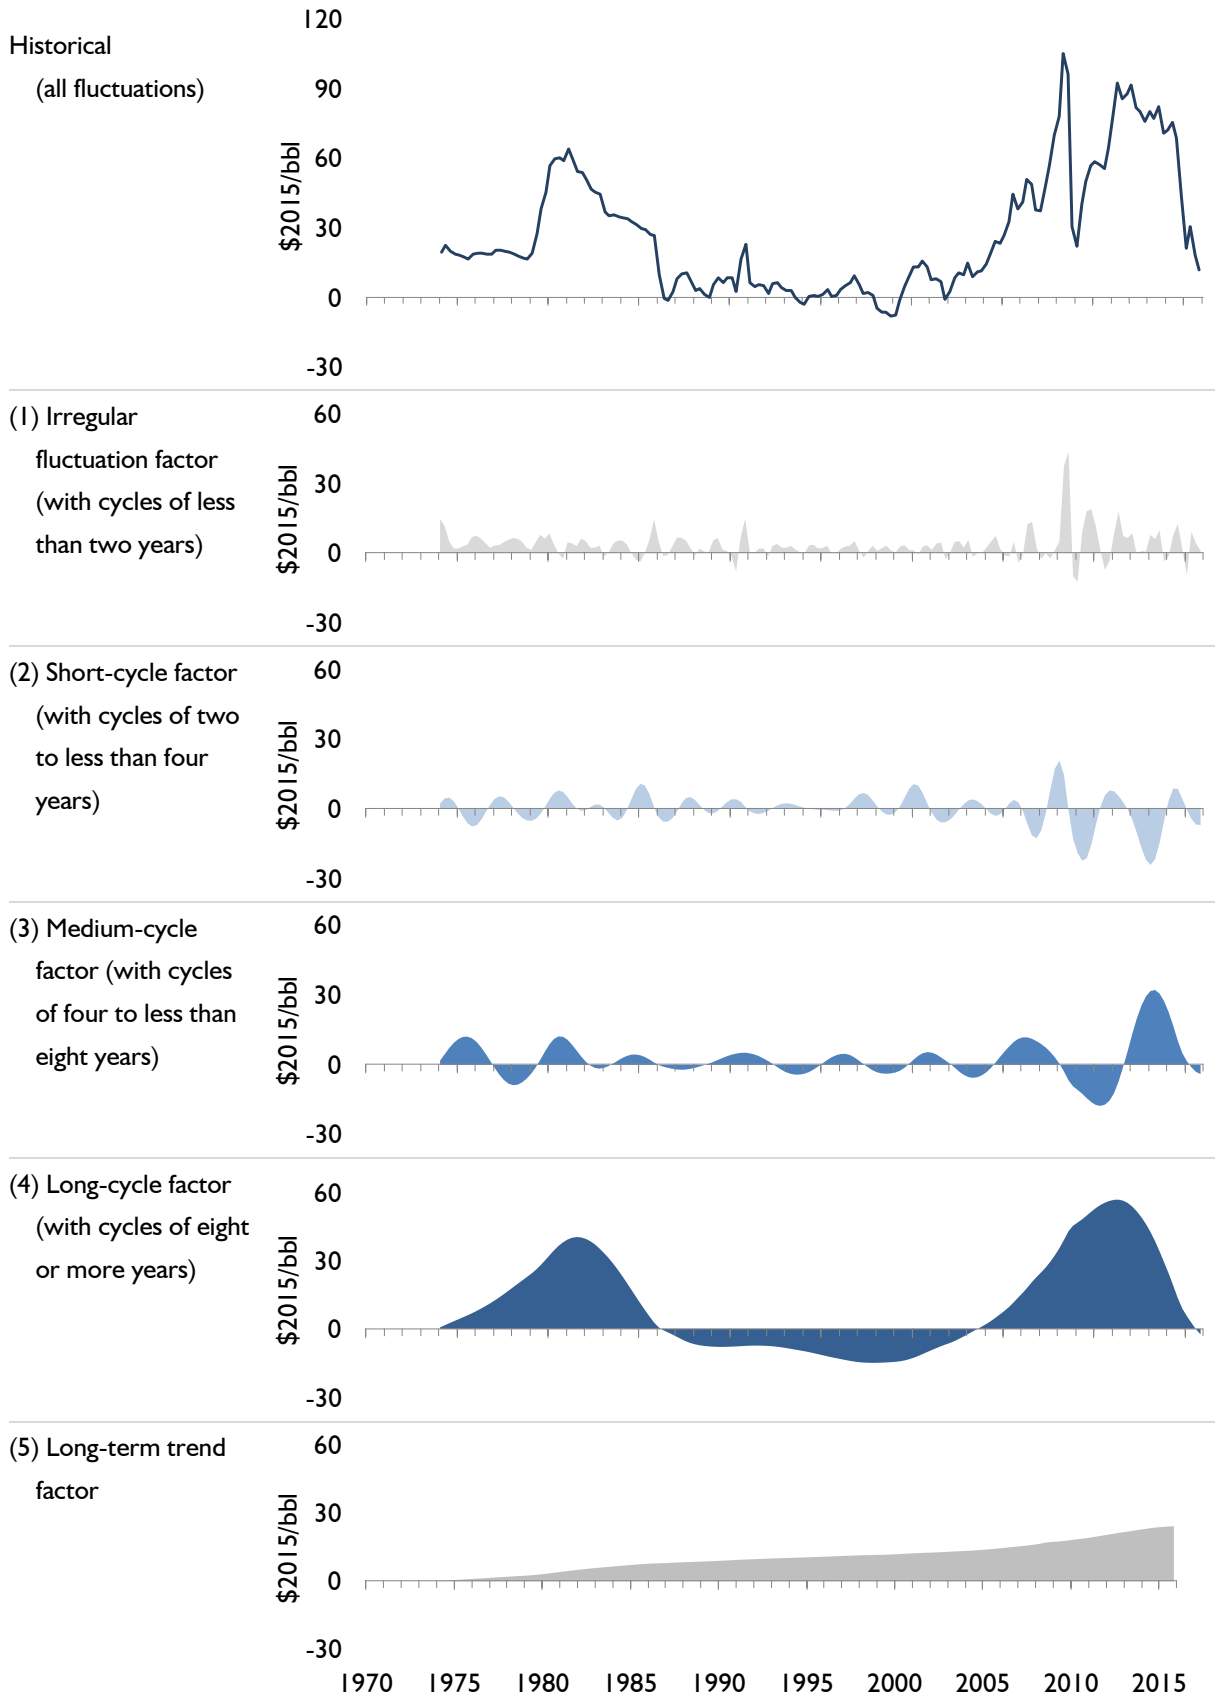 Historical
(all fluctuations)
$2015/bbl
120
90
60
30
0
-30
(1) Irregular
fluctuation factor
(with cycles of less
than two years)
$2015/bbl
60
30
0
-30
(2) Short-cycle factor
(with cycles of two
to less than four
years)
$2015/bbl
60
30
0
-30
(3) Medium-cycle
factor (with cycles
of four to less than
eight years)
$2015/bbl
60
30
0
-30
(4) Long-cycle factor
(with cycles of eight
or more years)
$2015/bbl
60
30
0
-30
(5) Long-term trend
factor
$2015/bbl
60
30
0
-30
1970 1975 1980 1985 1990 1995 2000 2005 2010 2015